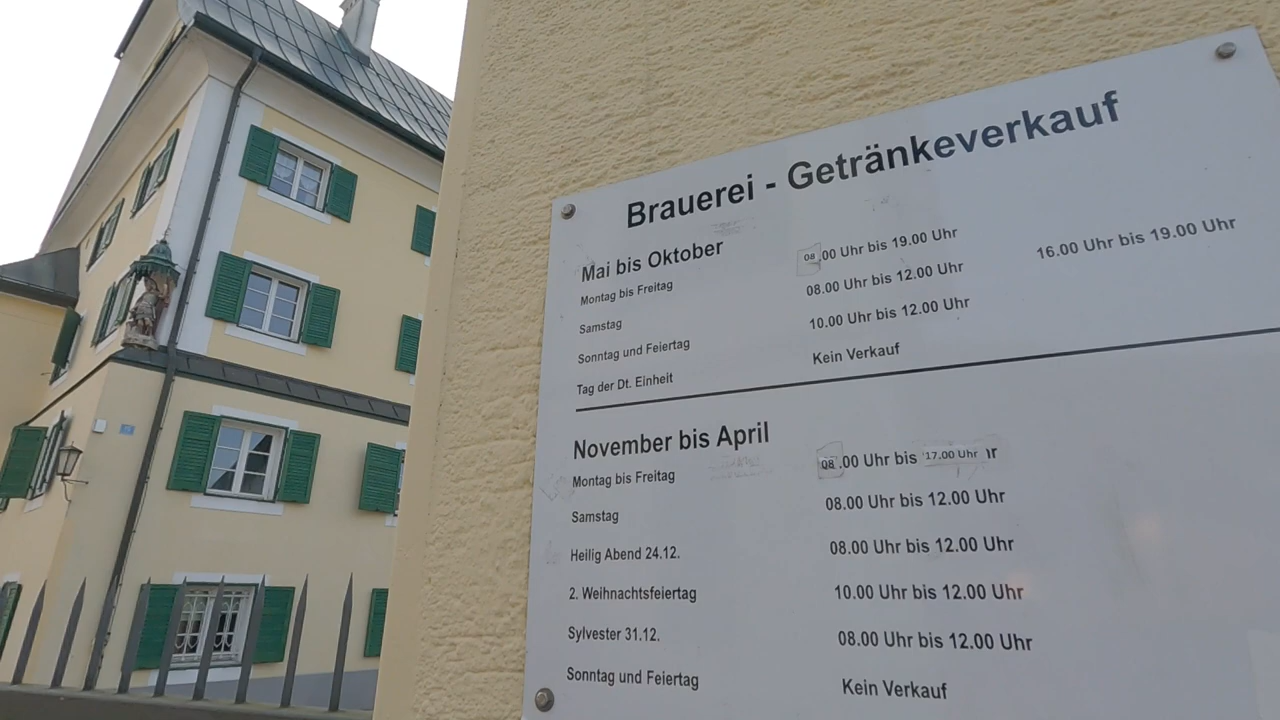 Brauerei - Getränkeverkauf
Mai bis Oktober
Montag bis Freitag 08.00 Uhr bis 19.00 Uhr
Samstag 08.00 Uhr bis 12.00 Uhr 16.00 Uhr bis 19.00 Uhr
Sonntag und Feiertag 10.00 Uhr bis 12.00 Uhr
Tag der Dt. Einheit Kein Verkauf
November bis April
Montag bis Freitag 08.00 Uhr bis 17.00 Uhr
Samstag 08.00 Uhr bis 12.00 Uhr
Heilig Abend 24.12. 08.00 Uhr bis 12.00 Uhr
2. Weihnachtsfeiertag 10.00 Uhr bis 12.00 Uhr
Sylvester 31.12. 08.00 Uhr bis 12.00 Uhr
Sonntag und Feiertag Kein Verkauf